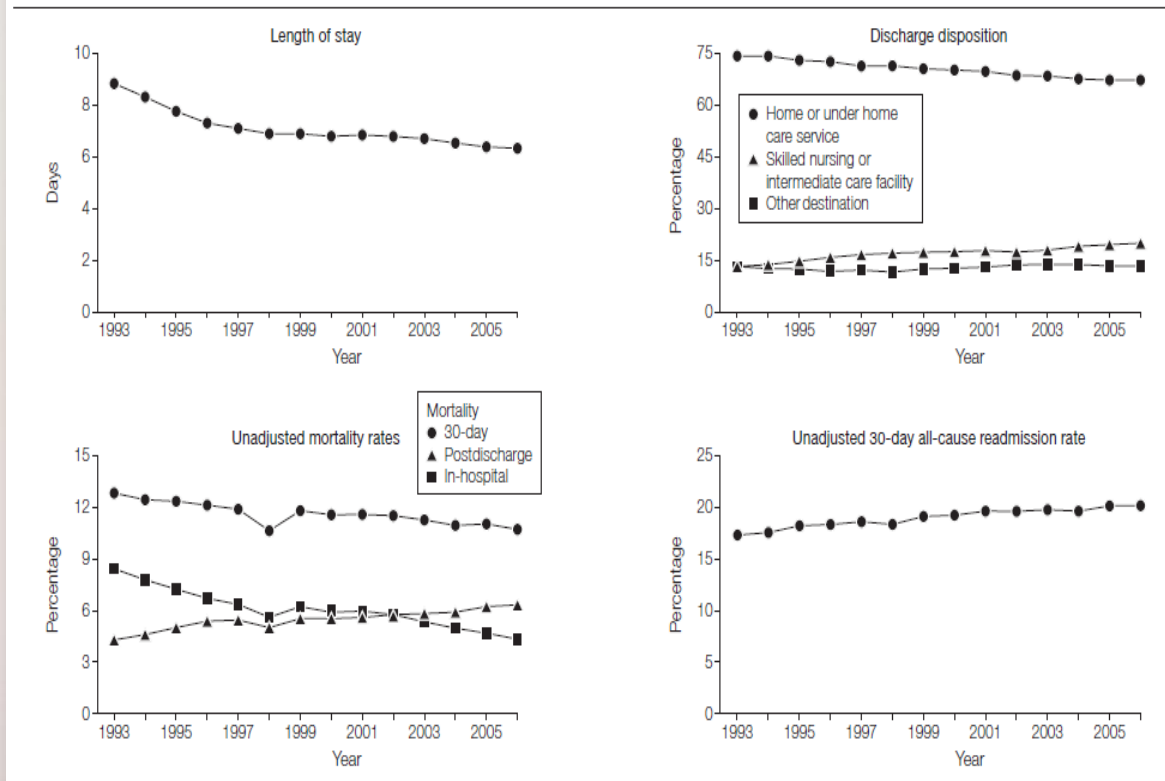 Length of stay
10
8
6
4
2
0
Days
1993 1995 1997 1999 2001 2003 2005
Year
Discharge disposition
75
60
45
30
15
0
Percentage
Home or under home
care service
Skilled nursing or
intermediate care facility
Other destination
1993 1995 1997 1999 2001 2003 2005
Year
Unadjusted mortality rates
Mortality
30-day
Postdischarge
In-hospital
15
12
9
6
3
0
Percentage
1993 1995 1997 1999 2001 2003 2005
Year
Unadjusted 30-day all-cause readmission rate
25
20
15
10
5
0
Percentage
1993 1995 1997 1999 2001 2003 2005
Year